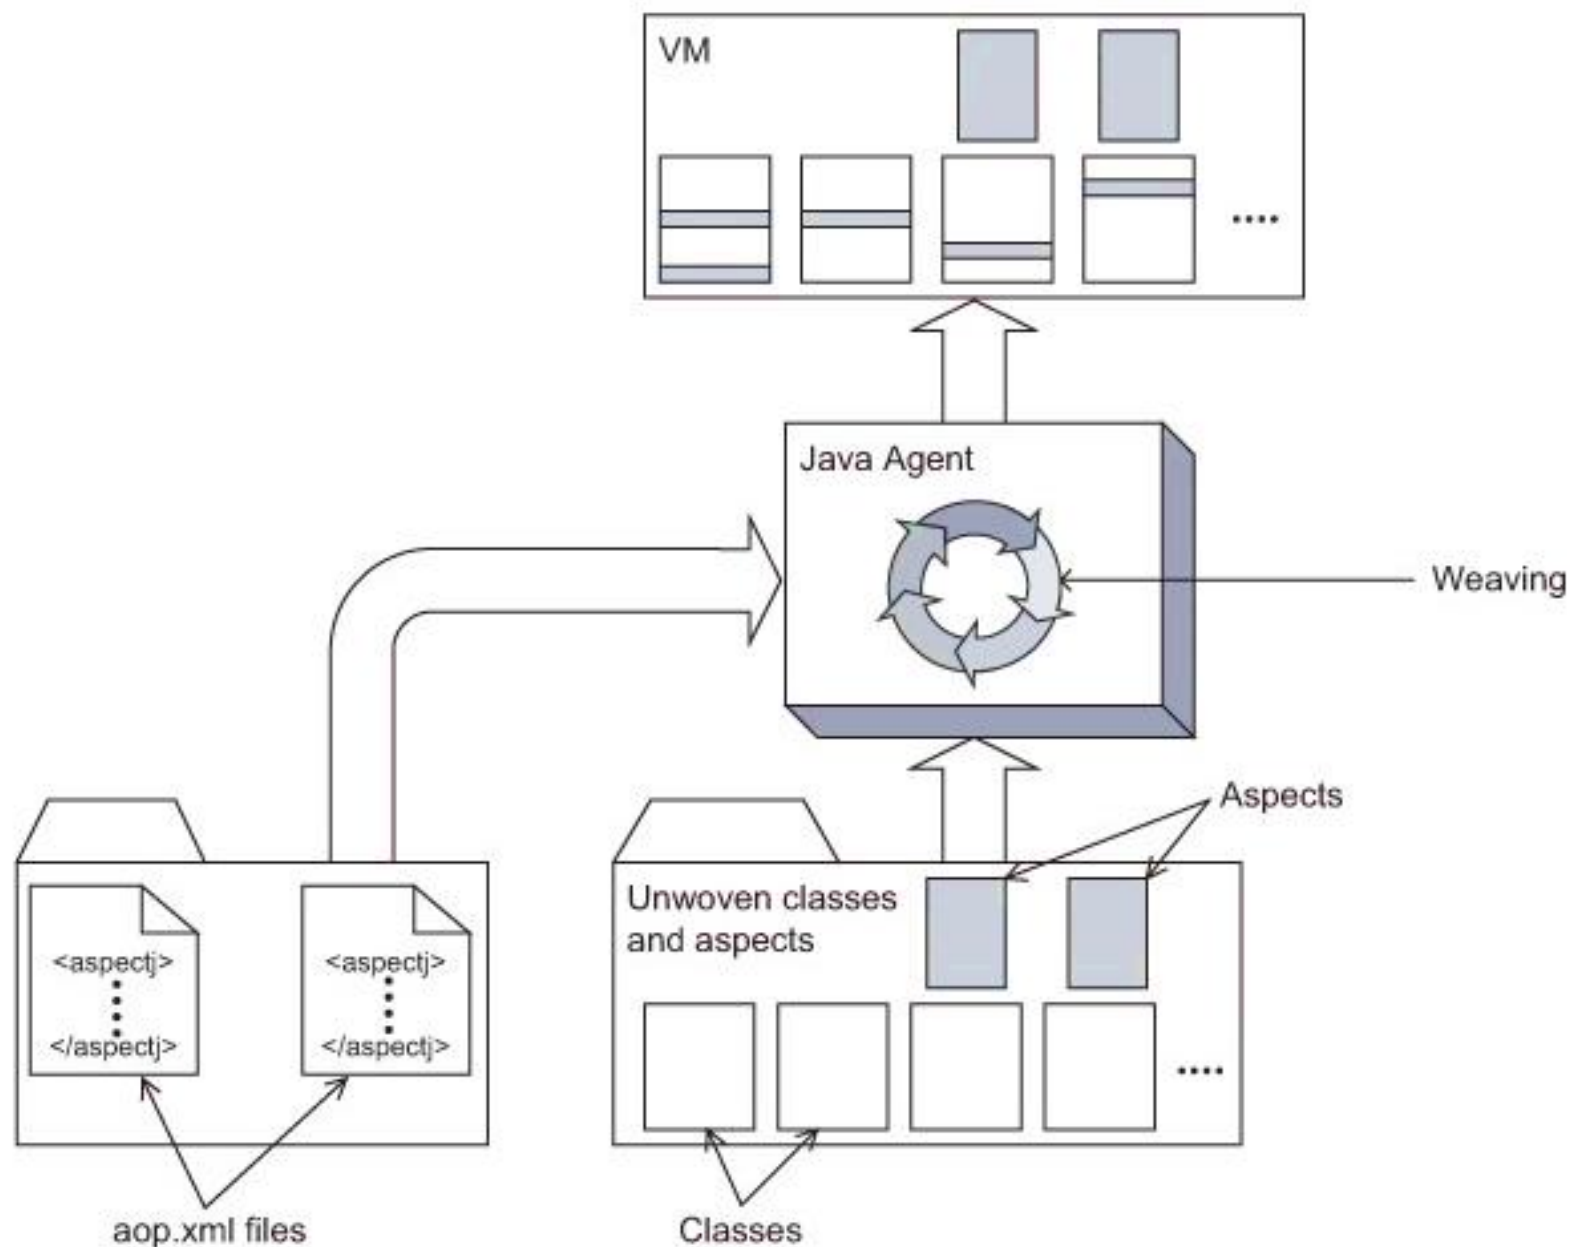 VM
....
Java Agent
Weaving
Aspects
Unwoven classes
and aspects
<aspectj>
</aspectj>
<aspectj>
</aspectj>
....
aop.xml files
Classes